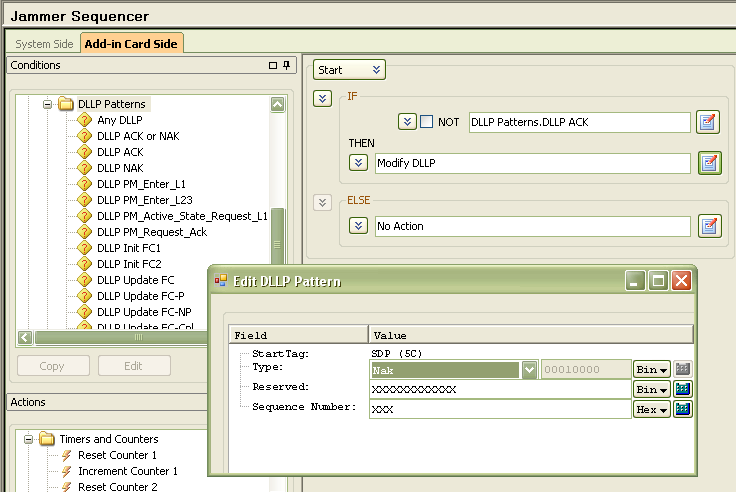 Jammer Sequencer
System Side
Add-in Card Side
Conditions
DLLP Patterns
Any DLLP
DLLP ACK or NAK
DLLP ACK
DLLP NAK
DLLP PM_Enter_L1
DLLP PM_Enter_L23
DLLP PM_Active_State_Request_L1
DLLP PM_Request_Ack
DLLP Init FC1
DLLP Init FC2
DLLP Update FC
DLLP Update FC-P
DLLP Update FC-NP
DLLP Update FC-Cpl
Copy
Edit
Actions
Timers and Counters
Reset Counter 1
Increment Counter 1
Reset Counter 2
Start
IF
NOT
DLLP Patterns.DLLP ACK
THEN
Modify DLLP
ELSE
No Action
Edit DLLP Pattern
Field Value
StartTag: SDP (5C)
Type: Nak 00010000 Bin
Reserved: XXXXXXXXXXXX Bin
Sequence Number: XXX Hex